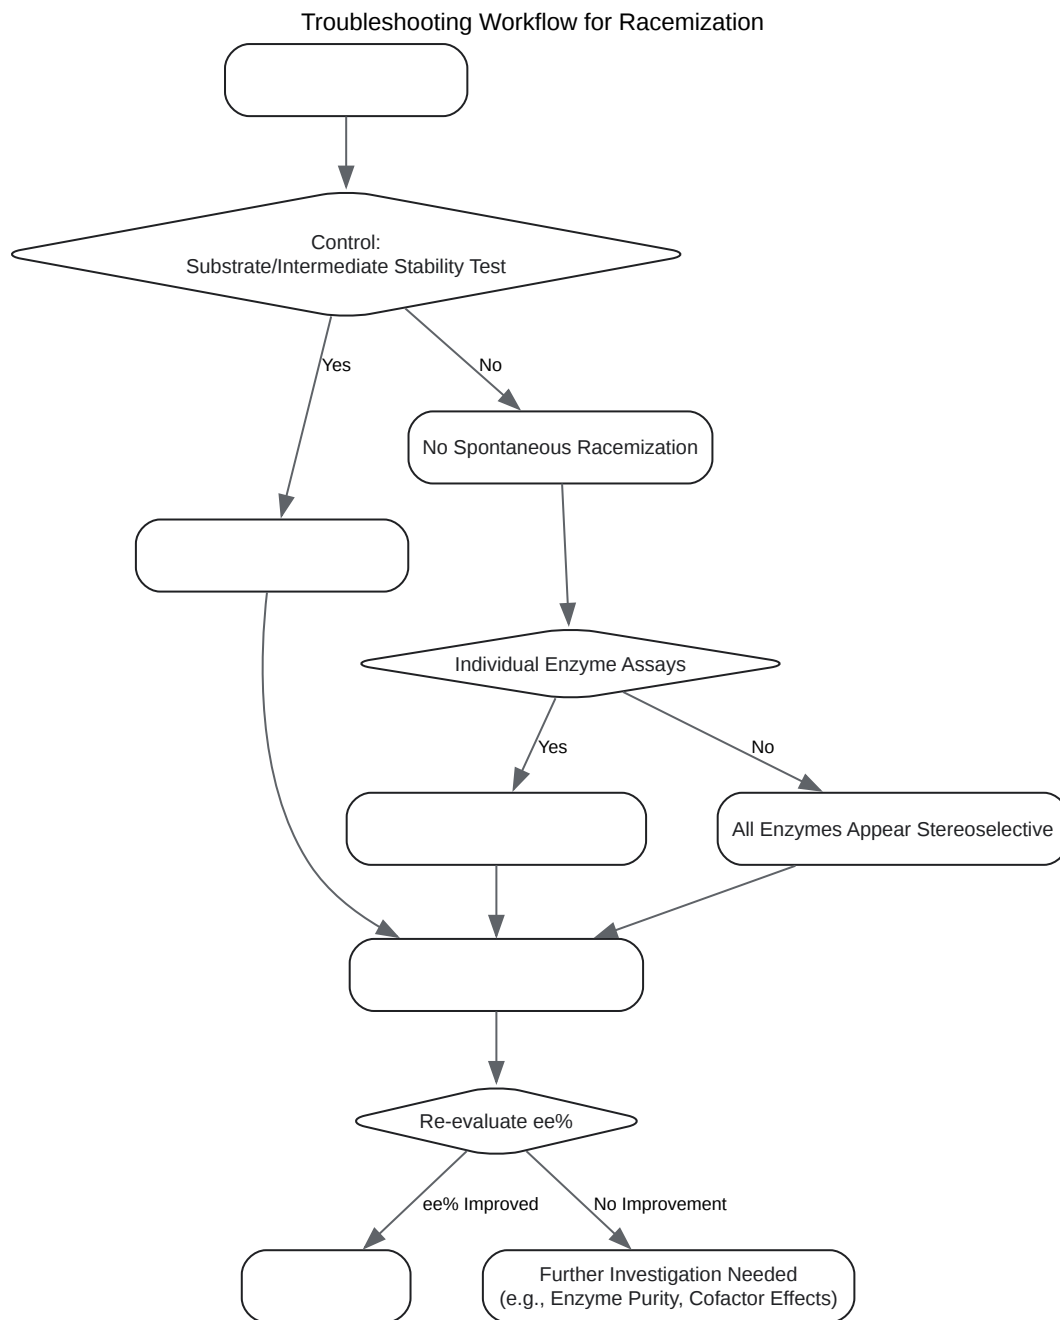 Troubleshooting Workflow for Racemization
Control:
Substrate/Intermediate Stability Test
Yes
No
No Spontaneous Racemization
Individual Enzyme Assays
Yes
No
All Enzymes Appear Stereoselective
Re-evaluate ee%
ee% Improved
No Improvement
Further Investigation Needed
(e.g., Enzyme Purity, Cofactor Effects)